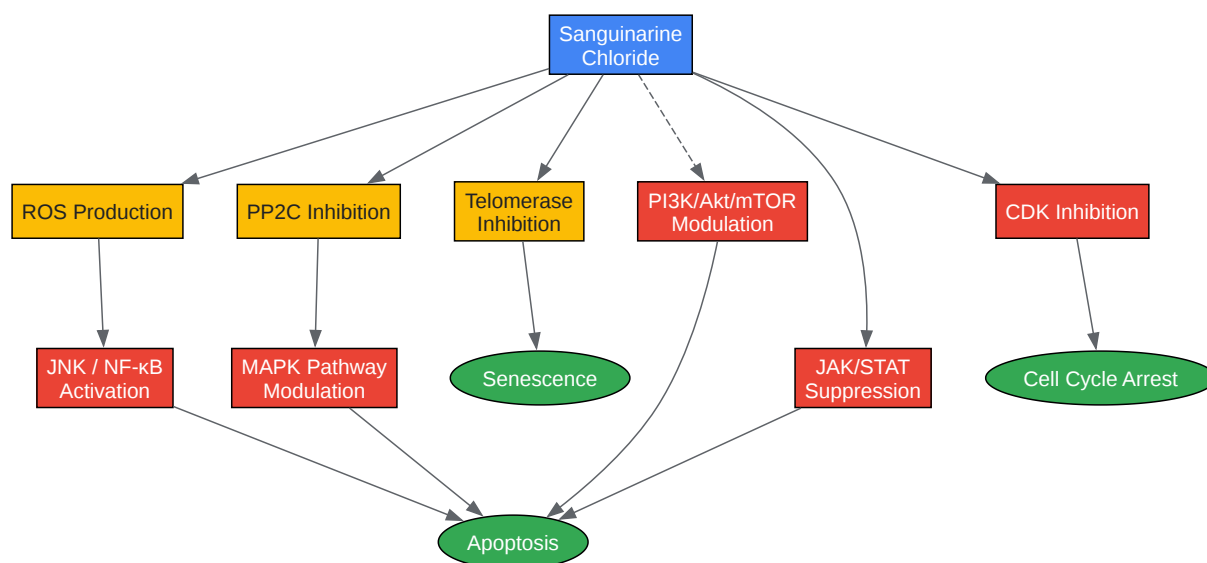 Sanguinarine
Chloride
ROS Production
PP2C Inhibition
Telomerase
Inhibition
PI3K/Akt/mTOR
Modulation
CDK Inhibition
JNK / NF-κB
Activation
MAPK Pathway
Modulation
Senescence
JAK/STAT
Suppression
Cell Cycle Arrest
Apoptosis